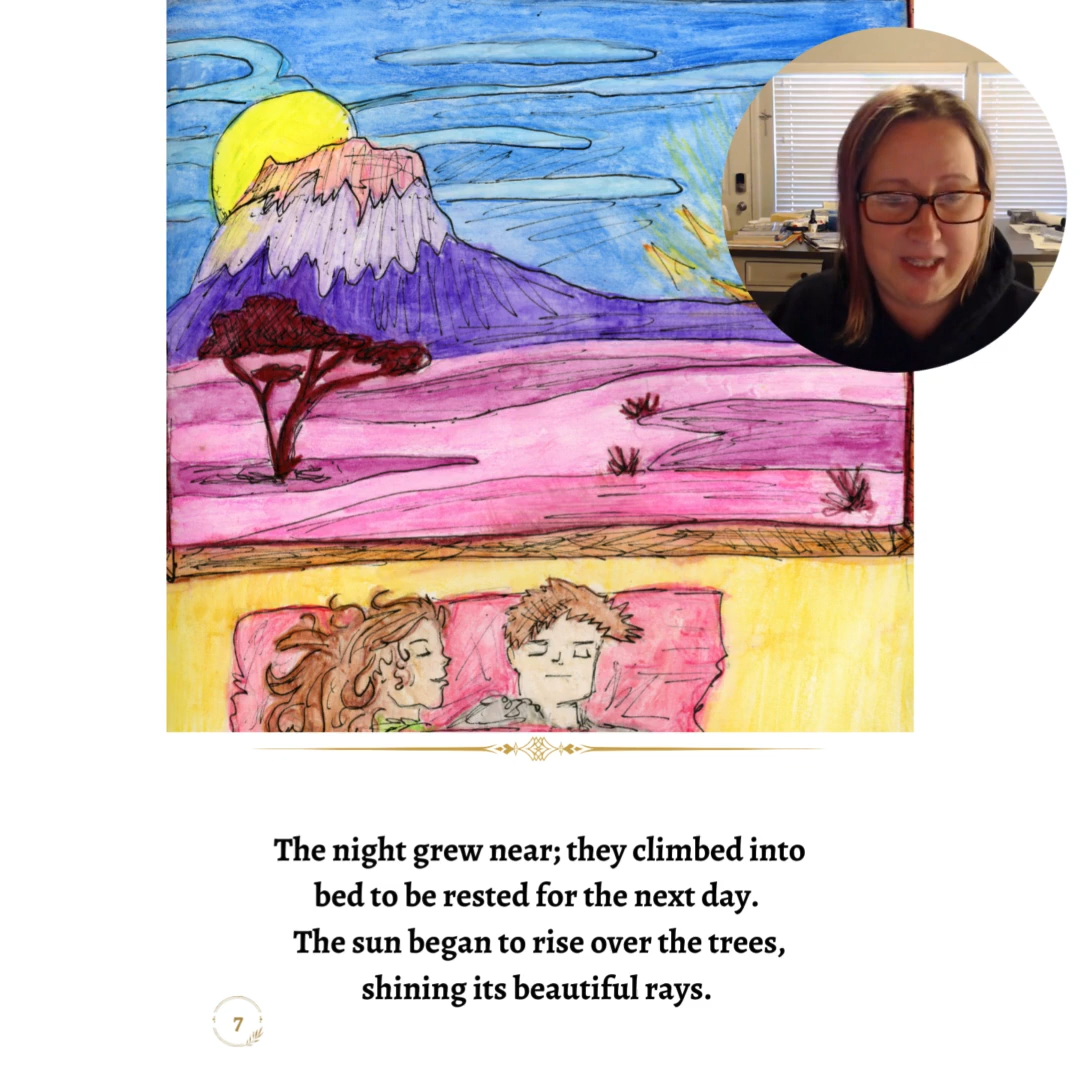 The night grew near; they climbed into
bed to be rested for the next day.
The sun began to rise over the trees,
shining its beautiful rays.
7